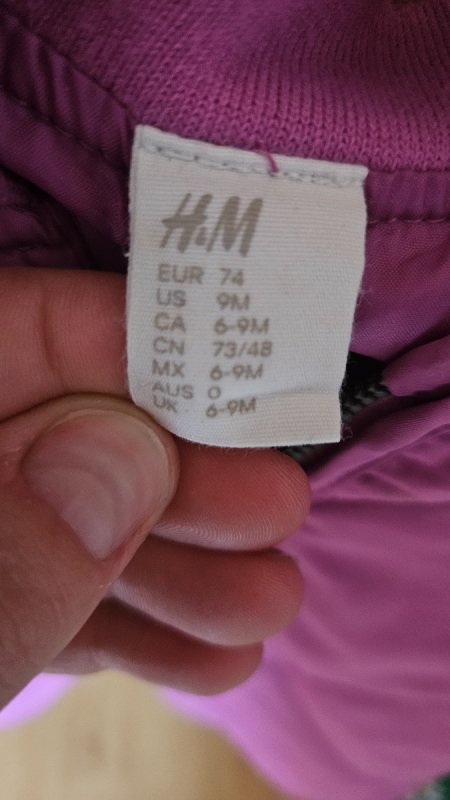 H&M
EUR 74
US 9M
CA 6-9M
CN 73/48
MX 6-9M
AUS 0
UK 6-9M